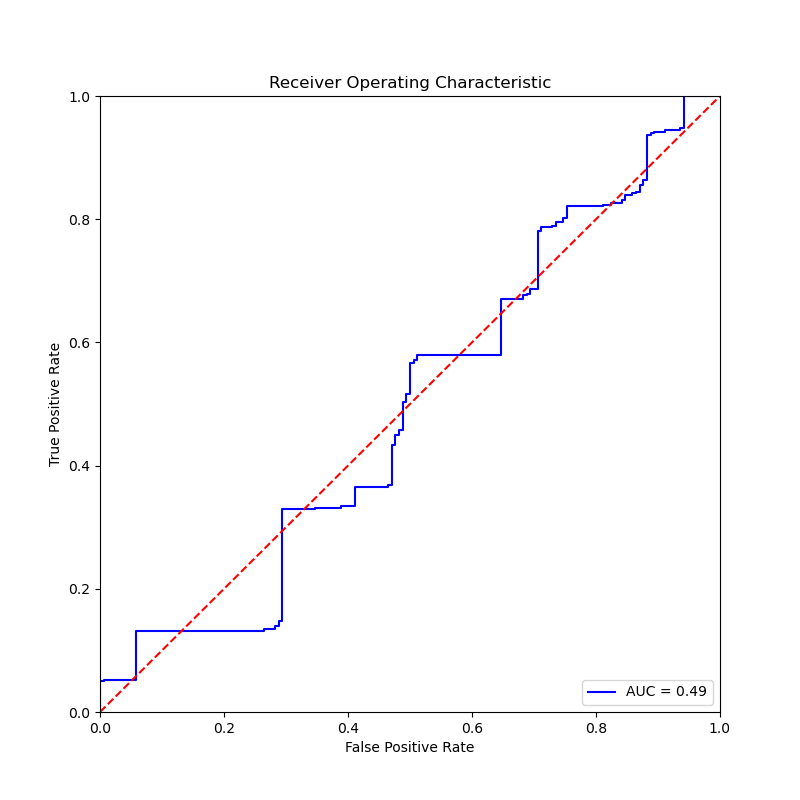 Receiver Operating Characteristic
1.0
0.8
0.6
0.4
0.2
0.0
True Positive Rate
AUC = 0.49
0.0 0.2 0.4 0.6 0.8 1.0
False Positive Rate